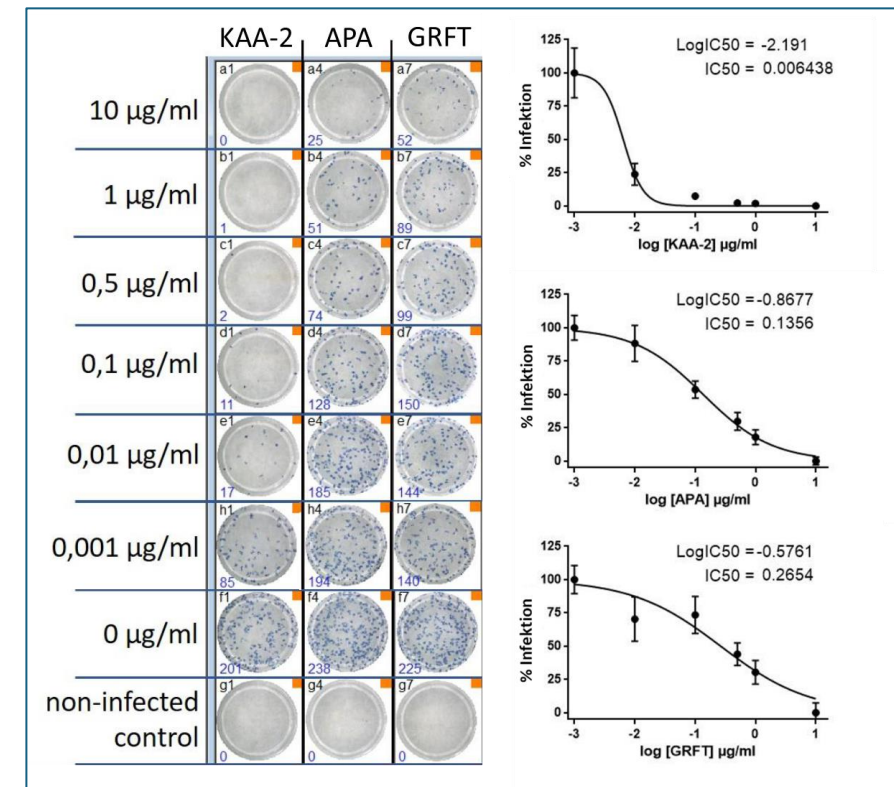 KAA-2 APA GRFT
10 µg/ml
a1 a4 a7
0 25 52
1 µg/ml
b1 b4 b7
1 51 89
0,5 µg/ml
c1 c4 c7
2 74 99
0,1 µg/ml
d1 d4 d7
11 128 150
0,01 µg/ml
e1 e4 e7
17 185 144
0,001 µg/ml
h1 h4 h7
85 194 140
0 µg/ml
f1 f4 f7
201 238 225
non-infected
control
g1 g4 g7
0 0 0
LogIC50 = -2.191
IC50 = 0.006438
% Infektion
125
100
75
50
25
0
-3 -2 -1 0 1
log [KAA-2] µg/ml
LogIC50 = -0.8677
IC50 = 0.1356
% Infektion
125
100
75
50
25
0
-3 -2 -1 0 1
log [APA] µg/ml
LogIC50 = -0.5761
IC50 = 0.2654
% Infektion
125
100
75
50
25
0
-3 -2 -1 0 1
log [GRFT] µg/ml